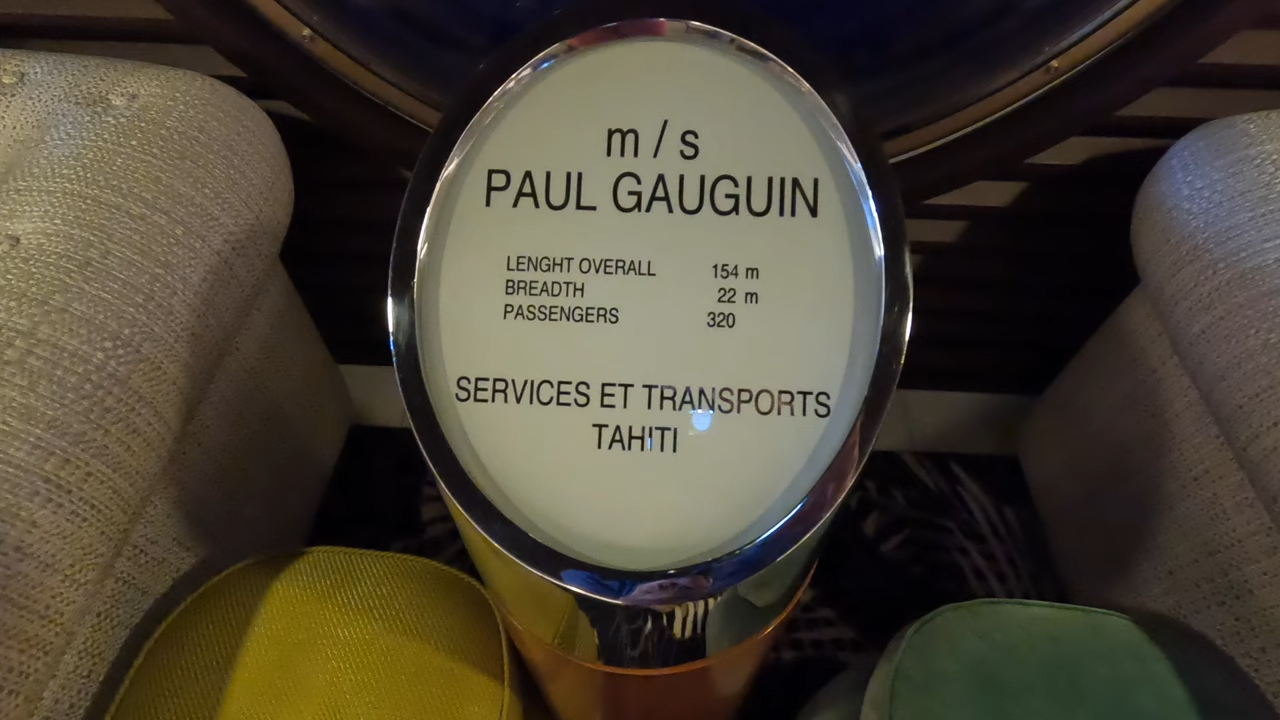 m / s
PAUL GAUGUIN
LENGHT OVERALL 154 m
BREADTH 22 m
PASSENGERS 320
SERVICES ET TRANSPORTS
TAHITI